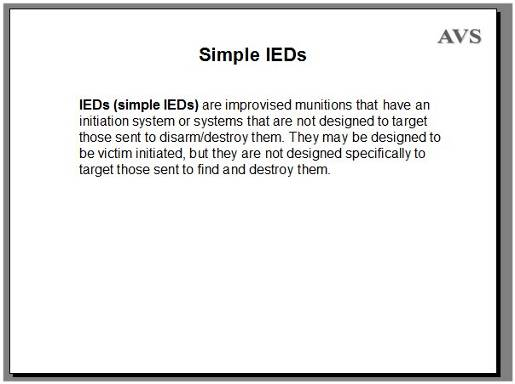 AVS
Simple IEDs
IEDs (simple IEDs) are improvised munitions that have an
initiation system or systems that are not designed to target
those sent to disarm/destroy them. They may be designed to
be victim initiated, but they are not designed specifically to
target those sent to find and destroy them.